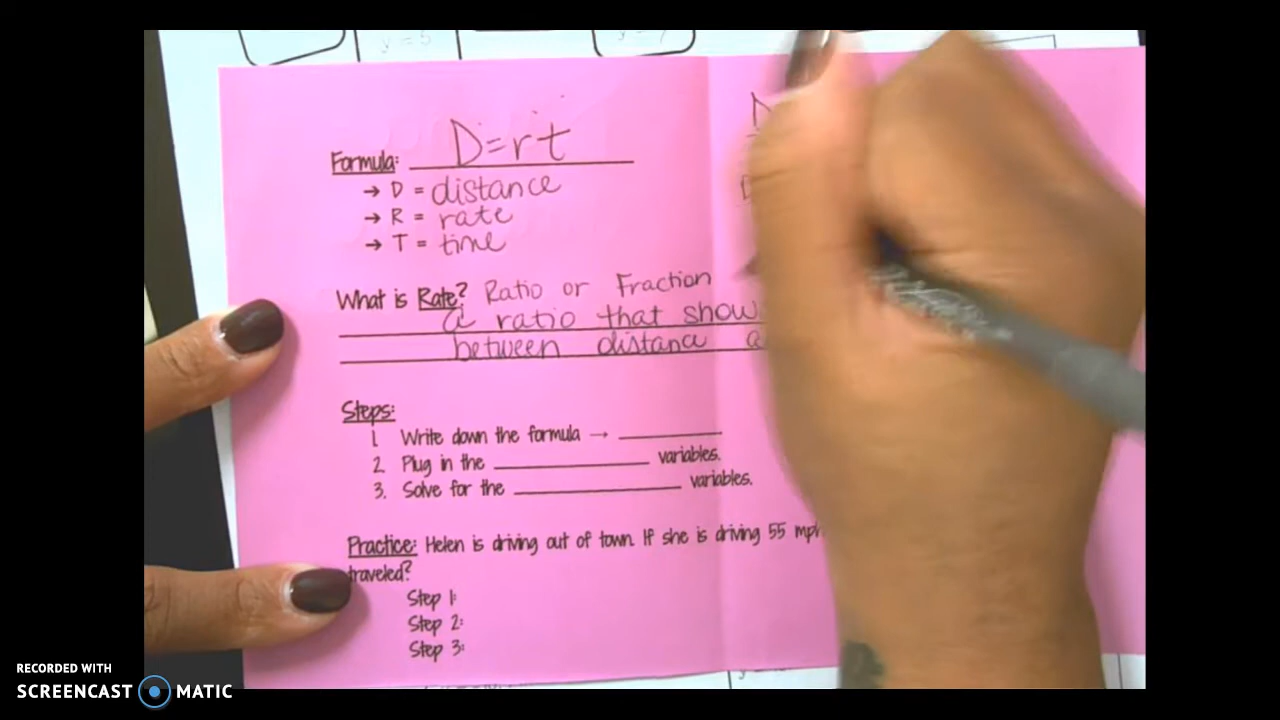 D=rt
Formula:
→ D = distance
→ R = rate
→ T = time
What is Rate? Ratio or Fraction
a ratio that show
between distance a
Steps:
1. Write down the formula →
2. Plug in the ____________ variables.
3. Solve for the ____________ variables.
Practice: Helen is driving out of town. If she is driving 55 mph
traveled?
Step 1:
Step 2:
Step 3:
RECORDED WITH
SCREENCAST MATIC